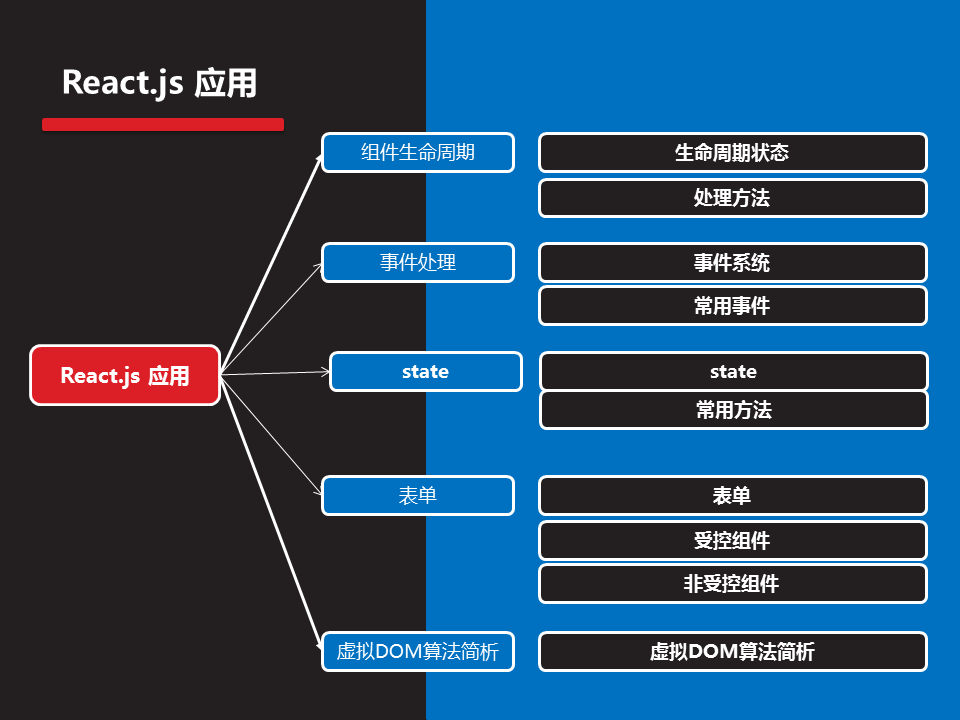 React.js 应用
组件生命周期
生命周期状态
处理方法
事件处理
事件系统
常用事件
React.js 应用
state
state
常用方法
表单
表单
受控组件
非受控组件
虚拟DOM算法简析
虚拟DOM算法简析